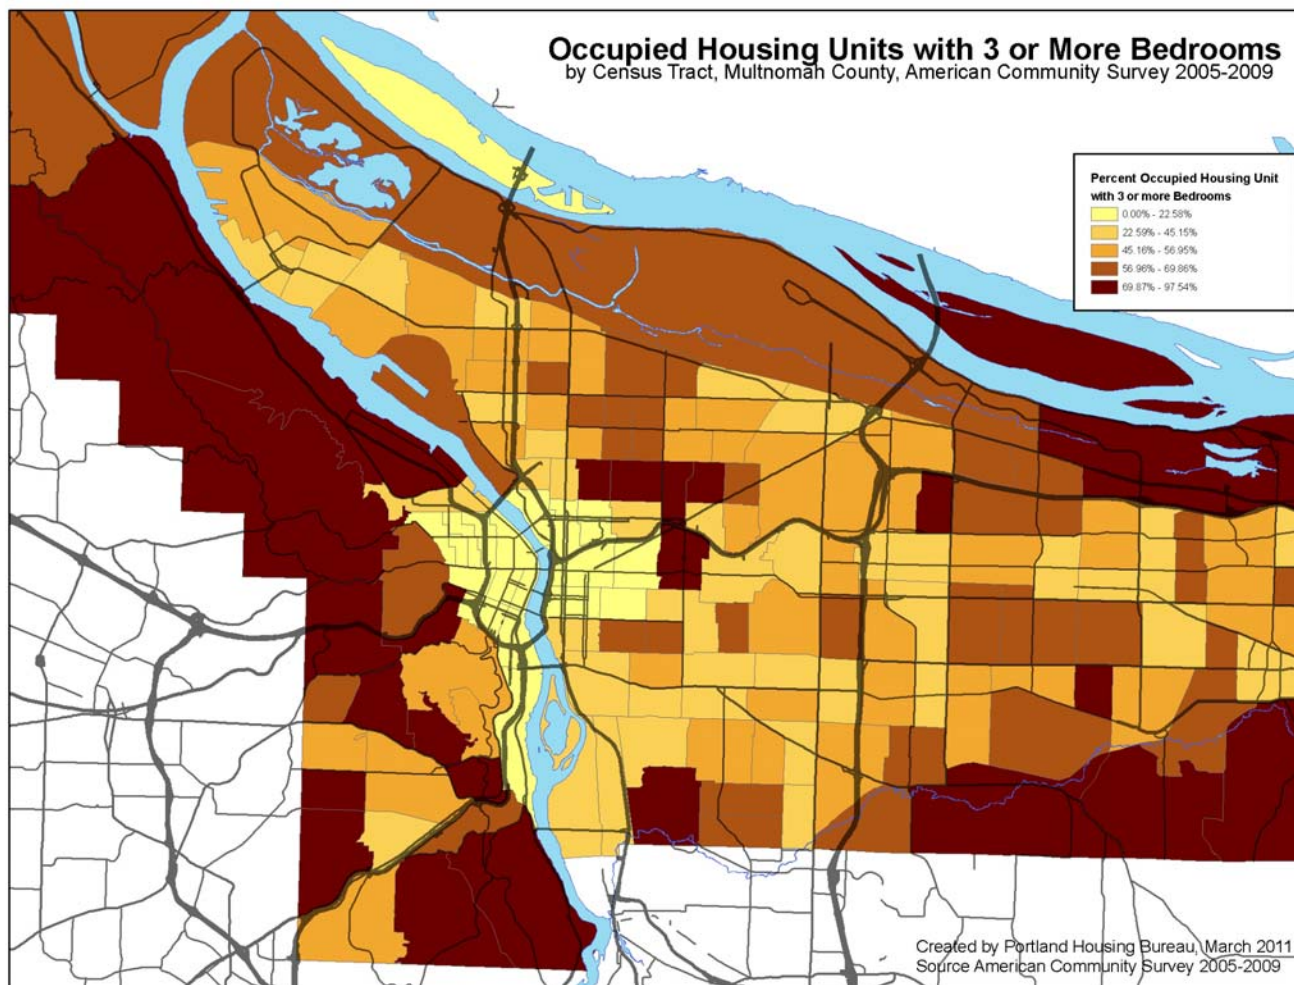 Occupied Housing Units with 3 or More Bedrooms
by Census Tract, Multnomah County, American Community Survey 2005-2009
Percent Occupied Housing Unit
with 3 or more Bedrooms
0.00% - 22.58%
22.59% - 45.15%
45.16% - 56.95%
56.96% - 69.86%
69.87% - 97.54%
Created by Portland Housing Bureau, March 2011
Source American Community Survey 2005-2009